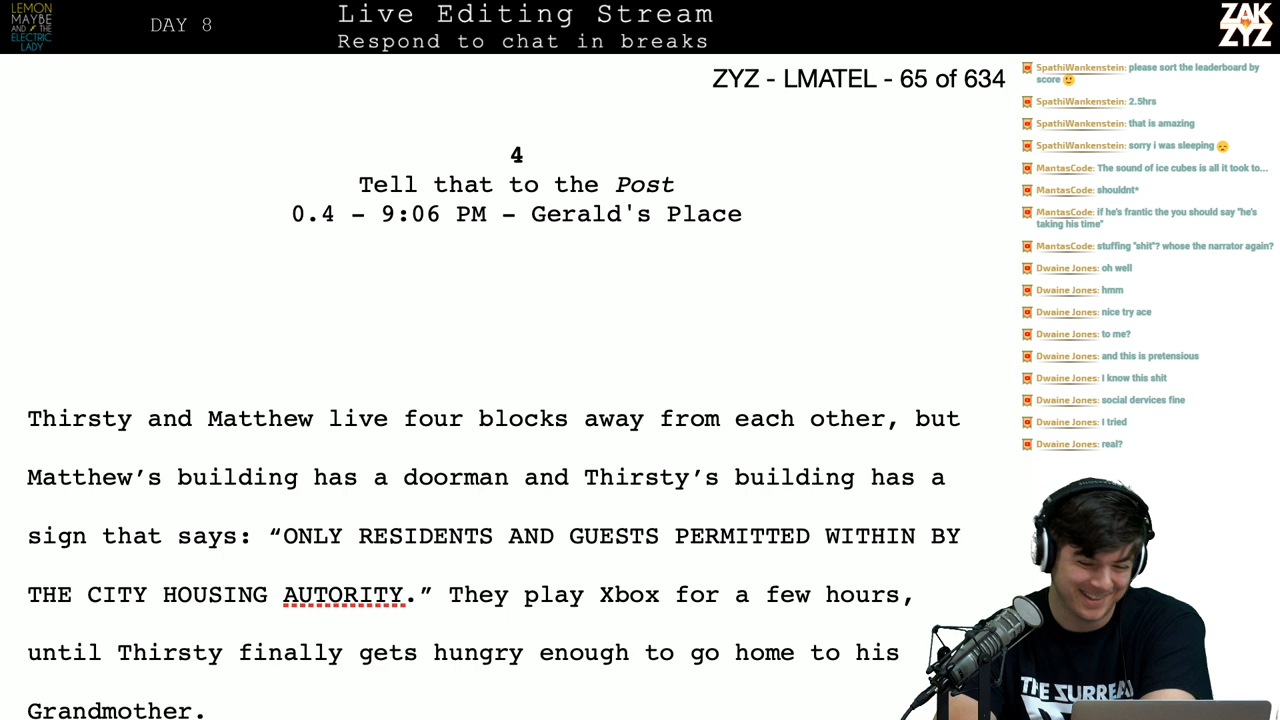 LEMON
MAYBE
AND THE
ELECTRIC
LADY
DAY 8
Live Editing Stream
Respond to chat in breaks
ZAK
ZYZ
ZYZ - LMATEL - 65 of 634
4
Tell that to the Post
0.4 - 9:06 PM - Gerald's Place
Thirsty and Matthew live four blocks away from each other, but
Matthew’s building has a doorman and Thirsty’s building has a
sign that says: “ONLY RESIDENTS AND GUESTS PERMITTED WITHIN BY
THE CITY HOUSING AUTORITY.” They play Xbox for a few hours,
until Thirsty finally gets hungry enough to go home to his
Grandmother.
SpathiWankenstein: please sort the leaderboard by
score 🙂
SpathiWankenstein: 2.5hrs
SpathiWankenstein: that is amazing
SpathiWankenstein: sorry i was sleeping 😞
MantasCode: The sound of ice cubes is all it took to...
MantasCode: shouldnt*
MantasCode: if he's frantic the you should say "he's
taking his time"
MantasCode: stuffing "shit"? whose the narrator again?
Dwaine Jones: oh well
Dwaine Jones: hmm
Dwaine Jones: nice try ace
Dwaine Jones: to me?
Dwaine Jones: and this is pretensious
Dwaine Jones: I know this shit
Dwaine Jones: social dervices fine
Dwaine Jones: I tried
Dwaine Jones: real?
THE SURREAL